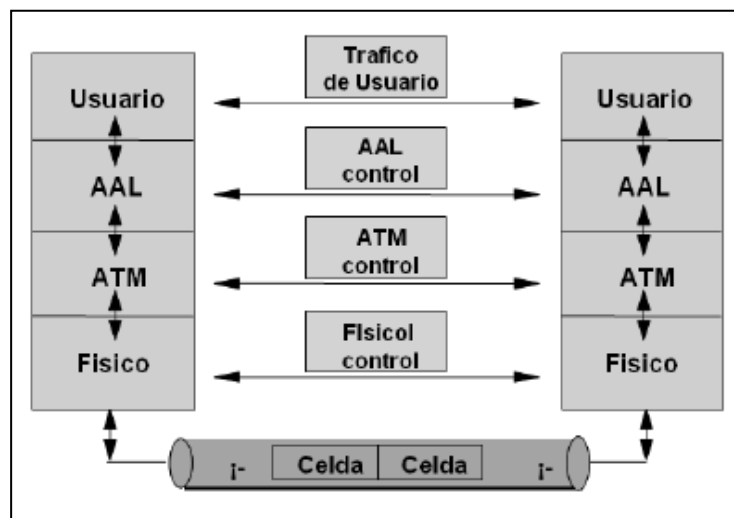 Trafico
de Usuario
Usuario
Usuario
AAL
control
AAL
AAL
ATM
control
ATM
ATM
FIsicol
control
Fisico
Fisico
¡-
Celda
Celda
¡-